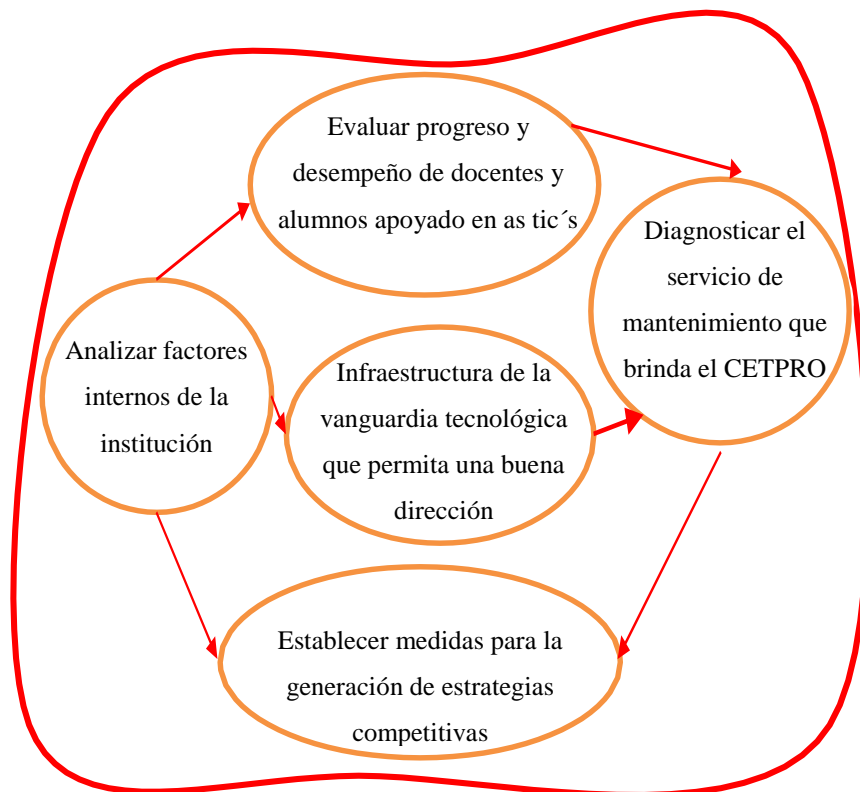 Evaluar progreso y
desempeño de docentes y
alumnos apoyado en as tic´s
Diagnosticar el
servicio de
mantenimiento que
brinda el CETPRO
Analizar factores
internos de la
institución
Infraestructura de la
vanguardia tecnológica
que permita una buena
dirección
Establecer medidas para la
generación de estrategias
competitivas